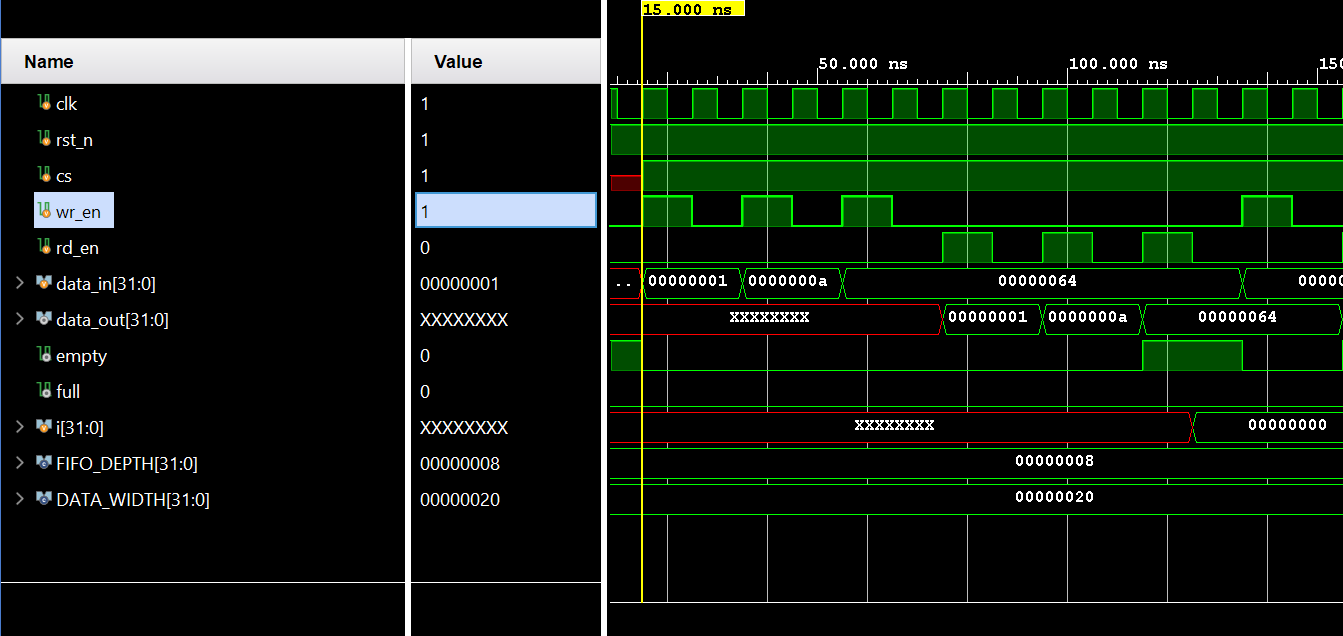 15.000 ns
50.000 ns 100.000 ns 150
Name Value
clk 1
rst_n 1
cs 1
wr_en 1
rd_en 0
data_in[31:0] 00000001 .. 00000001 0000000a 00000064 00000
data_out[31:0] XXXXXXXX XXXXXXXX 00000001 0000000a 00000064
empty 0
full 0
i[31:0] XXXXXXXX XXXXXXXX 00000000
FIFO_DEPTH[31:0] 00000008 00000008
DATA_WIDTH[31:0] 00000020 00000020